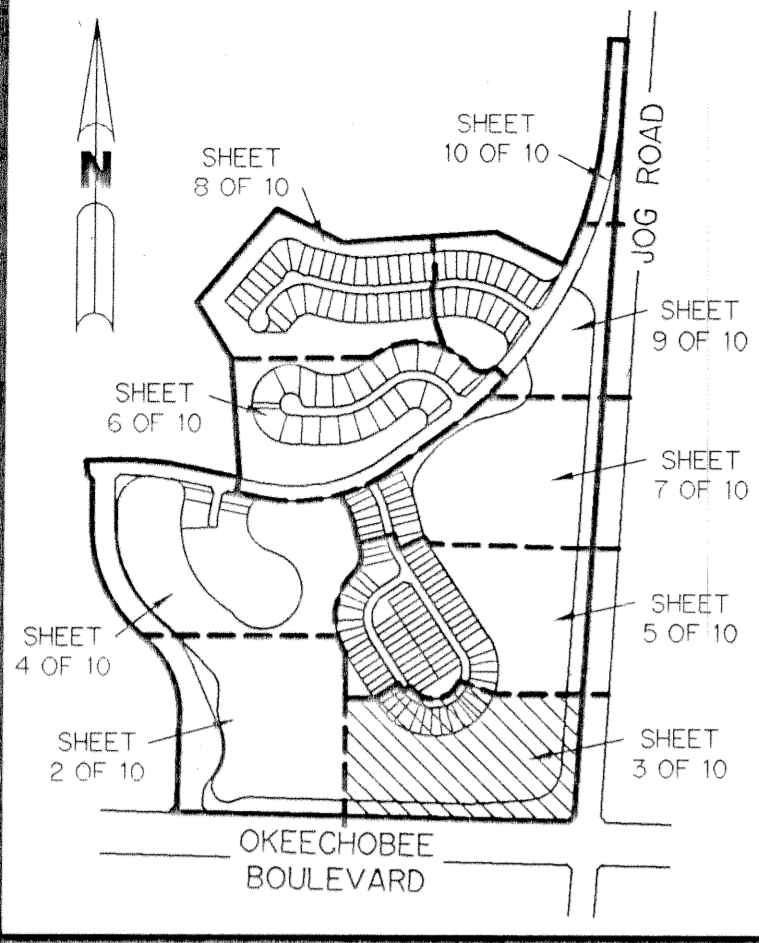 SHEET
10 OF 10
JOG ROAD
SHEET
8 OF 10
N
SHEET
9 OF 10
SHEET
6 OF 10
SHEET
7 OF 10
SHEET
5 OF 10
SHEET
4 OF 10
SHEET
2 OF 10
SHEET
3 OF 10
OKEECHOBEE
BOULEVARD